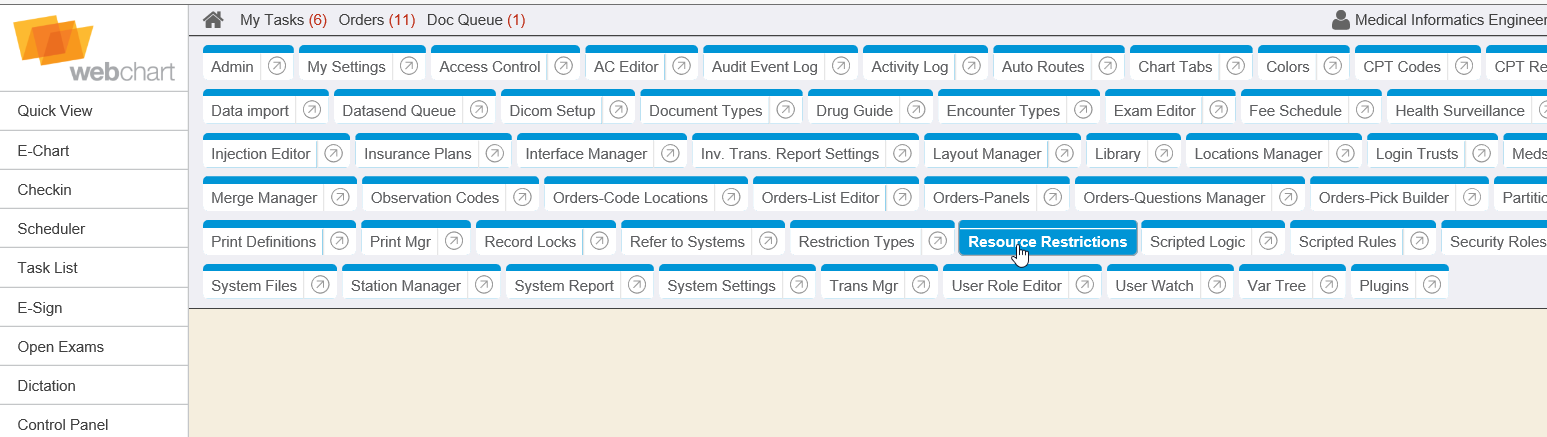 webchart
My Tasks (6) Orders (11) Doc Queue (1)
Medical Informatics Engineer
Admin My Settings Access Control AC Editor Audit Event Log Activity Log Auto Routes Chart Tabs Colors CPT Codes CPT Re
Data import Datasend Queue Dicom Setup Document Types Drug Guide Encounter Types Exam Editor Fee Schedule Health Surveillance
Injection Editor Insurance Plans Interface Manager Inv. Trans. Report Settings Layout Manager Library Locations Manager Login Trusts Meds
Merge Manager Observation Codes Orders-Code Locations Orders-List Editor Orders-Panels Orders-Questions Manager Orders-Pick Builder Partitio
Print Definitions Print Mgr Record Locks Refer to Systems Restriction Types Resource Restrictions Scripted Logic Scripted Rules Security Roles
System Files Station Manager System Report System Settings Trans Mgr User Role Editor User Watch Var Tree Plugins
Quick View
E-Chart
Checkin
Scheduler
Task List
E-Sign
Open Exams
Dictation
Control Panel